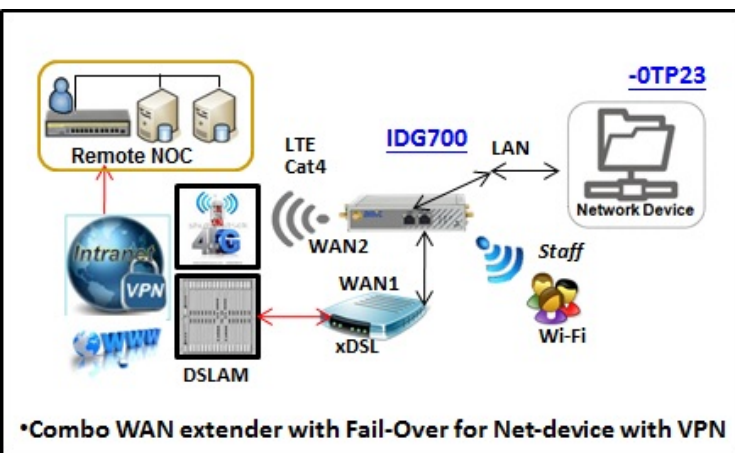 -0TP23
Remote NOC
LTE
Cat4
IDG700
LAN
Network Device
4G
WAN2
Intranet
VPN
WAN1
Staff
Wi-Fi
WWW
xDSL
DSLAM
•Combo WAN extender with Fail-Over for Net-device with VPN